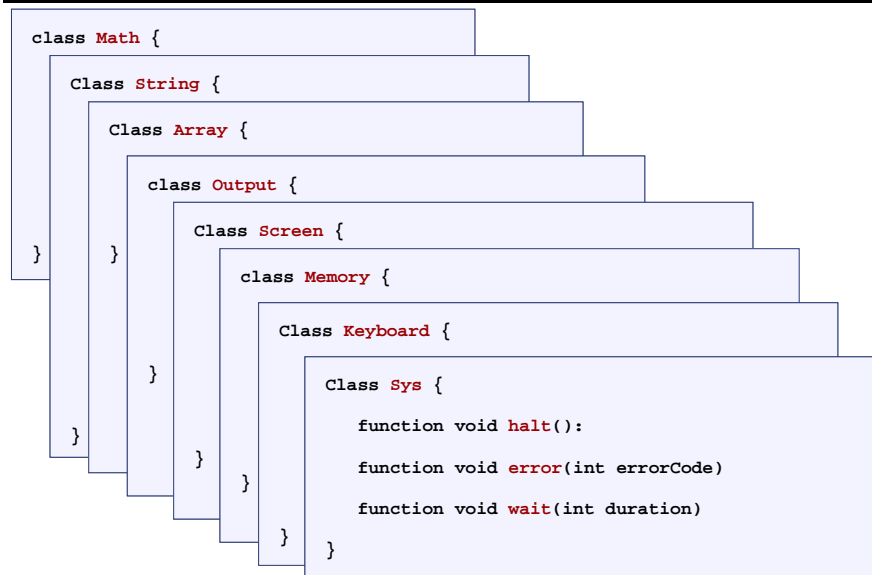 class Math {
Class String {
Class Array {
class Output {
Class Screen {
} }
class Memory {
Class Keyboard {
}
Class Sys {
function void halt():
}
} function void error(int errorCode)
}
function void wait(int duration)
}
}